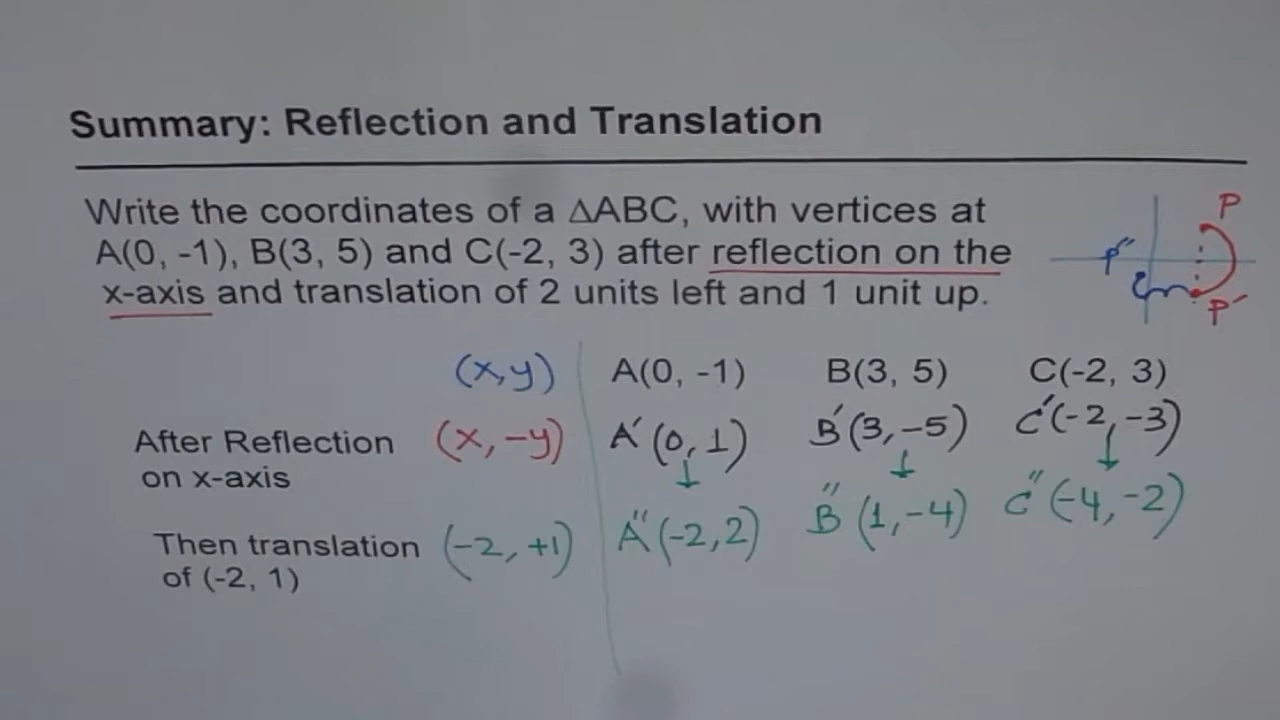 Summary: Reflection and Translation
Write the coordinates of a ΔABC, with vertices at
A(0, -1), B(3, 5) and C(-2, 3) after reflection on the
x-axis and translation of 2 units left and 1 unit up.
P
P"
P'
(x,y) A(0, -1) B(3, 5) C(-2, 3)
After Reflection (x,-y) A'(0,1) B'(3,-5) C'(-2,-3)
on x-axis
Then translation (-2,+1) A"(-2,2) B"(1,-4) C"(-4,-2)
of (-2, 1)